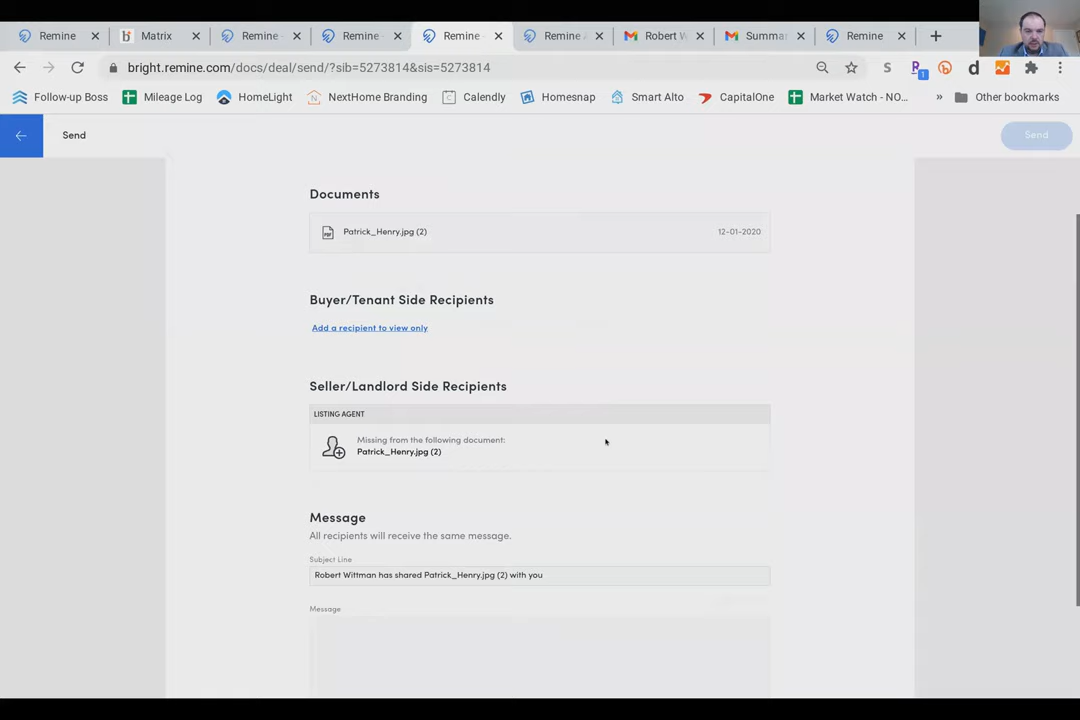 Remine
Matrix
Remine
Remine
Remine
Remine
Robert W
Summa
Remine
bright.remine.com/docs/deal/send/?sib=5273814&sis=5273814
Follow-up Boss
Mileage Log
HomeLight
NextHome Branding
Calendly
Homesnap
Smart Alto
CapitalOne
Market Watch - NO...
Other bookmarks
Send
Send
Documents
Patrick_Henry.jpg (2)
12-01-2020
Buyer/Tenant Side Recipients
Add a recipient to view only
Seller/Landlord Side Recipients
LISTING AGENT
Missing from the following document:
Patrick_Henry.jpg (2)
Message
All recipients will receive the same message.
Subject Line
Robert Wittman has shared Patrick_Henry.jpg (2) with you
Message